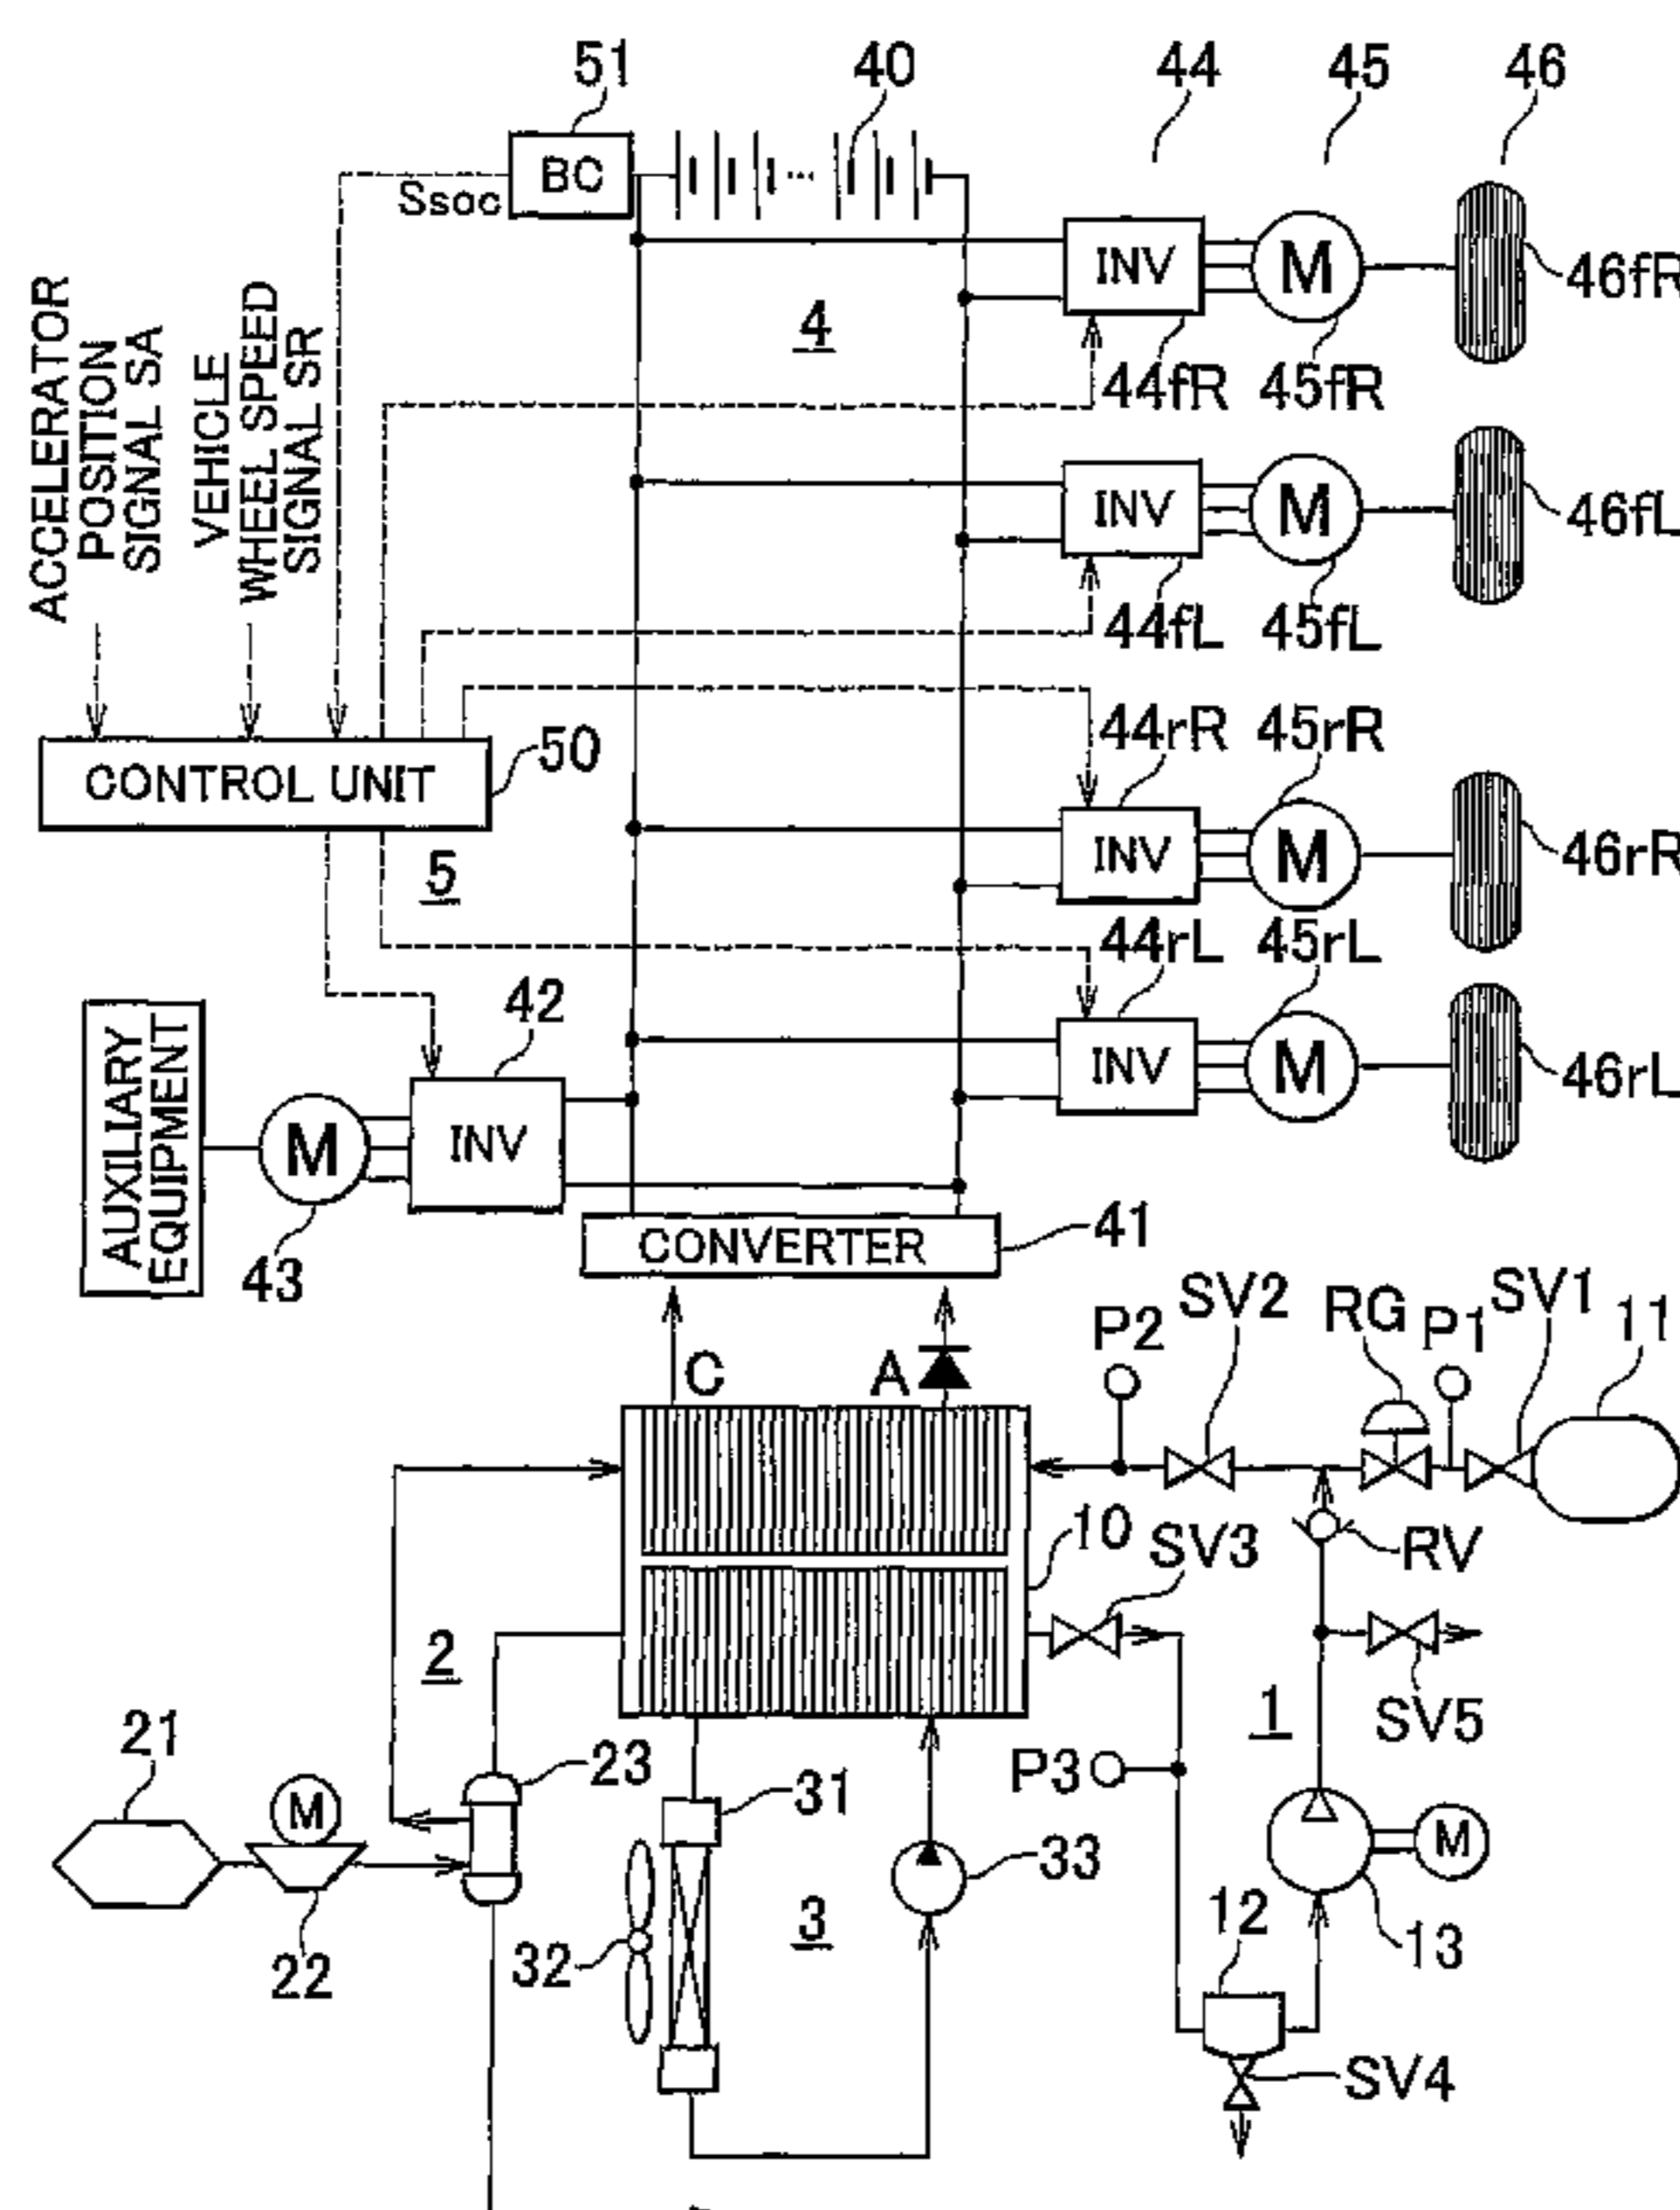 51
40
44
45
46
BC
Ssoc
INV
M
46fR
4
44fR
45fR
ACCELERATOR
POSITION
SIGNAL SA
VEHICLE
WHEEL SPEED
SIGNAL SR
INV
M
46fL
44fL
45fL
44rR
45rR
CONTROL UNIT
50
INV
M
46rR
5
44rL
45rL
42
INV
M
46rL
AUXILIARY
EQUIPMENT
M
INV
43
CONVERTER
41
P2
SV2
RG
P1
SV1
11
C
A
10
SV3
RV
2
1
SV5
21
M
23
P3
31
33
M
22
32
3
12
13
SV4